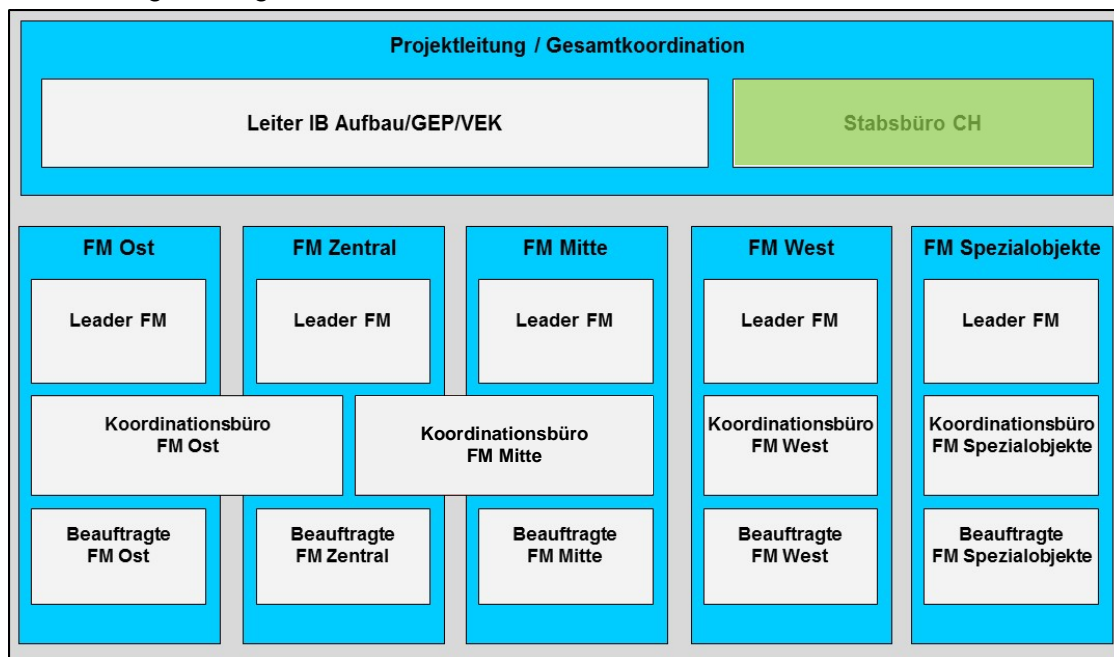 Projektleitung / Gesamtkoordination
Leiter IB Aufbau/GEP/VEK
Stabsbüro CH
FM Ost
FM Zentral
FM Mitte
FM West
FM Spezialobjekte
Leader FM
Leader FM
Leader FM
Leader FM
Leader FM
Koordinationsbüro
FM Ost
Koordinationsbüro
FM Mitte
Koordinationsbüro
FM West
Koordinationsbüro
FM Spezialobjekte
Beauftragte
FM Ost
Beauftragte
FM Zentral
Beauftragte
FM Mitte
Beauftragte
FM West
Beauftragte
FM Spezialobjekte